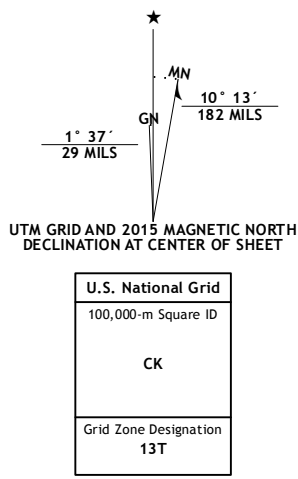 MN
GN
1° 37´
29 MILS
10° 13´
182 MILS
UTM GRID AND 2015 MAGNETIC NORTH
DECLINATION AT CENTER OF SHEET
U.S. National Grid
100,000-m Square ID
CK
Grid Zone Designation
13T